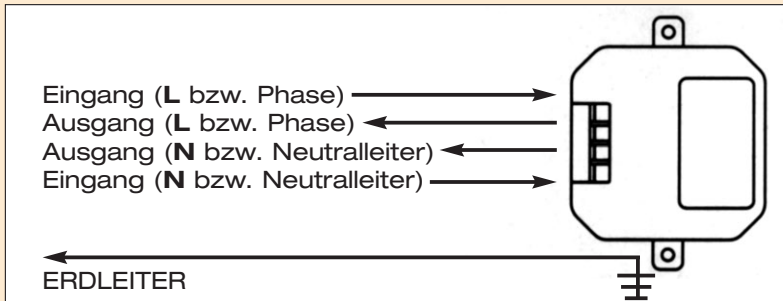 Eingang (L bzw. Phase)
Ausgang (L bzw. Phase)
Ausgang (N bzw. Neutralleiter)
Eingang (N bzw. Neutralleiter)
ERDLEITER